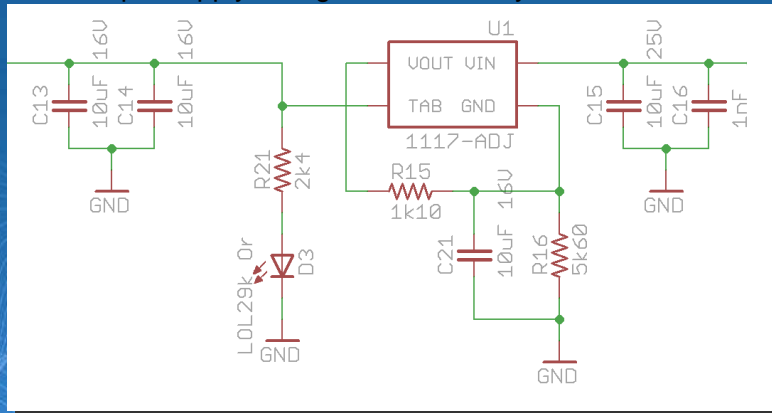 16V
16V
U1
25V
VOUT VIN
C13
10uF
C14
10uF
TAB GND
C15
10uF
C16
1nF
1117-ADJ
R21
2k4
R15
1k10
16V
GND
GND
C21
10uF
R16
5k60
LOL29k Or
D3
GND
GND